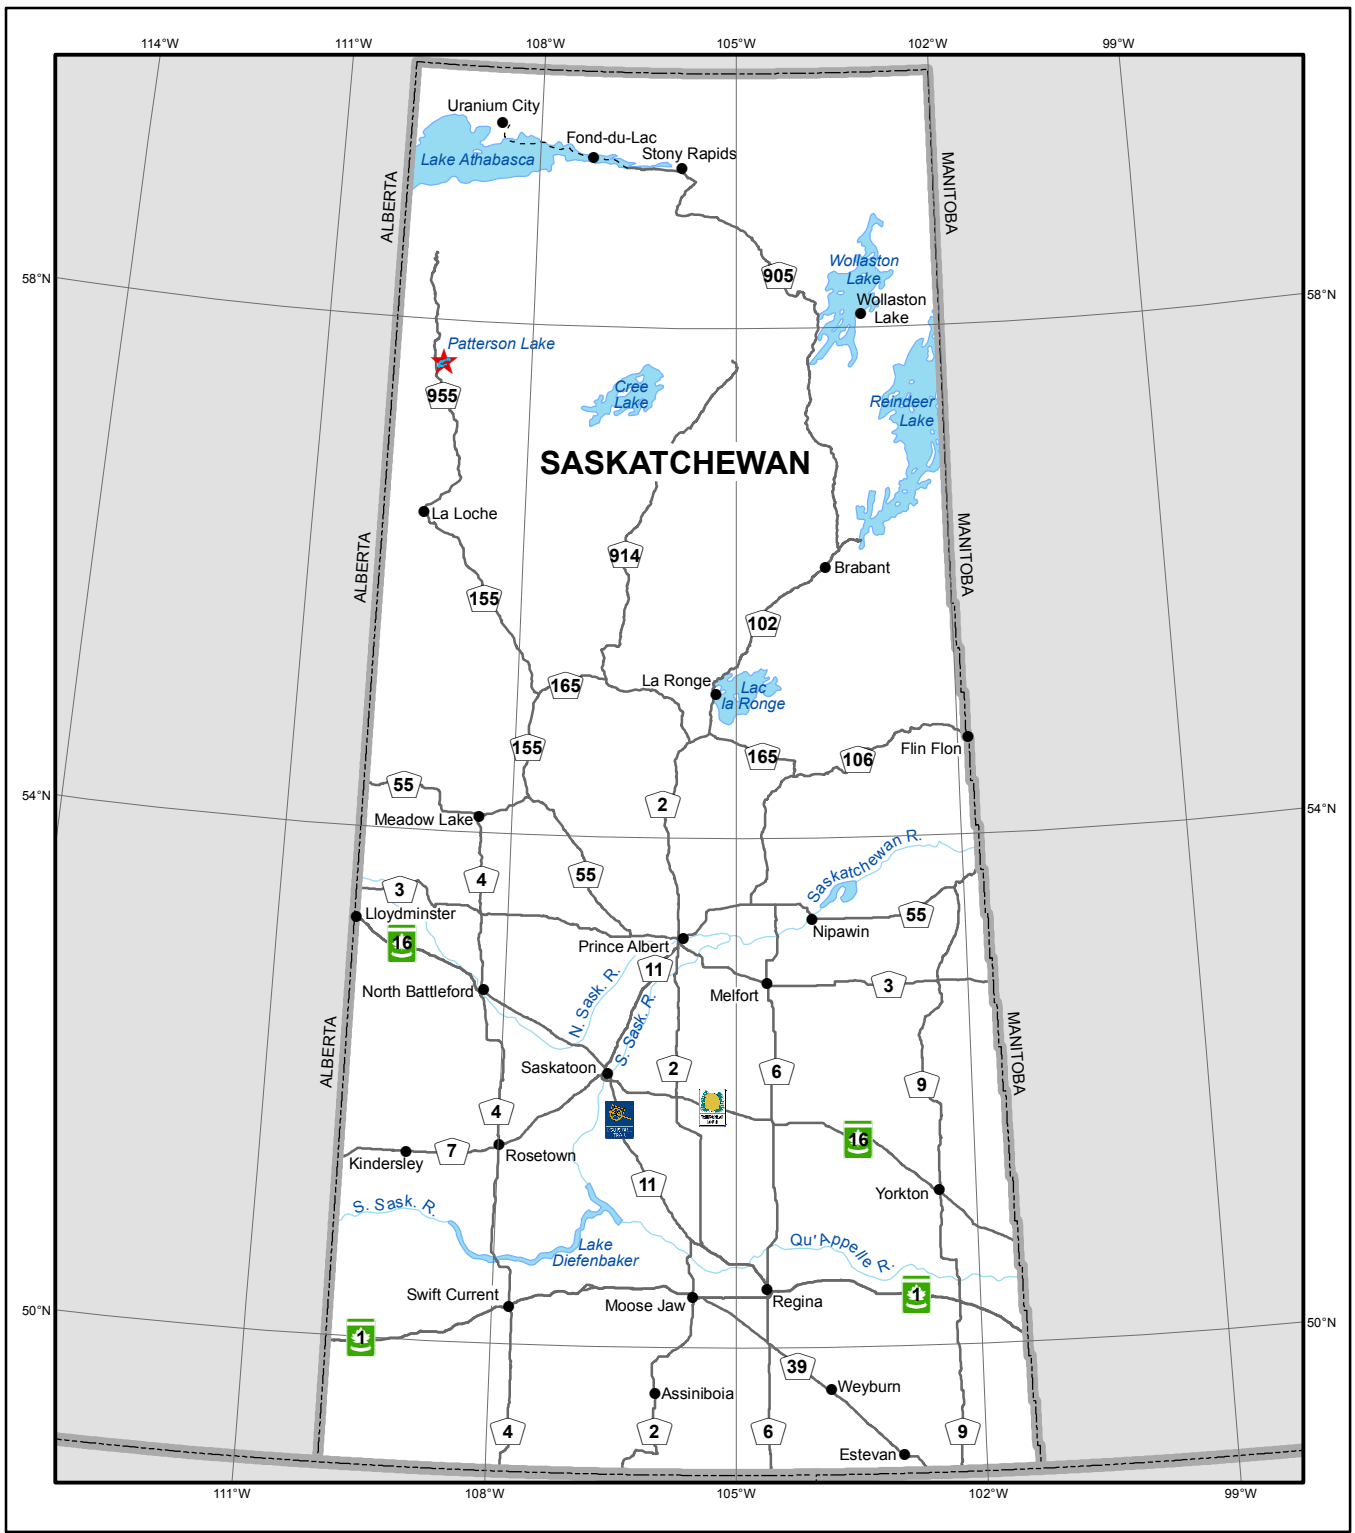 114°W
111°W
108°W
105°W
102°W
99°W
Uranium City
Fond-du-Lac
Stony Rapids
Lake Athabasca
ALBERTA
MANITOBA
905
Wollaston
Lake
Wollaston
Lake
58°N
58°N
Patterson Lake
955
Cree
Lake
Reindeer
Lake
SASKATCHEWAN
La Loche
914
ALBERTA
MANITOBA
Brabant
155
102
La Ronge
165
Lac
la Ronge
155
165
106
Flin Flon
55
54°N
2
54°N
Meadow Lake
Saskatchewan R.
55
4
3
Lloydminster
55
Nipawin
16
Prince Albert
11
North Battleford
N. Sask. R.
S. Sask. R.
Melfort
3
ALBERTA
MANITOBA
Saskatoon
2
6
9
4
16
Kindersley
7
Rosetown
11
Yorkton
S. Sask. R.
Lake
Diefenbaker
Qu'Appelle R.
Swift Current
Moose Jaw
Regina
1
50°N
50°N
1
39
Weyburn
Assiniboia
4
2
6
9
Estevan
111°W
108°W
105°W
102°W
99°W